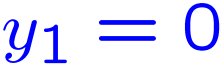 y₁ = 0